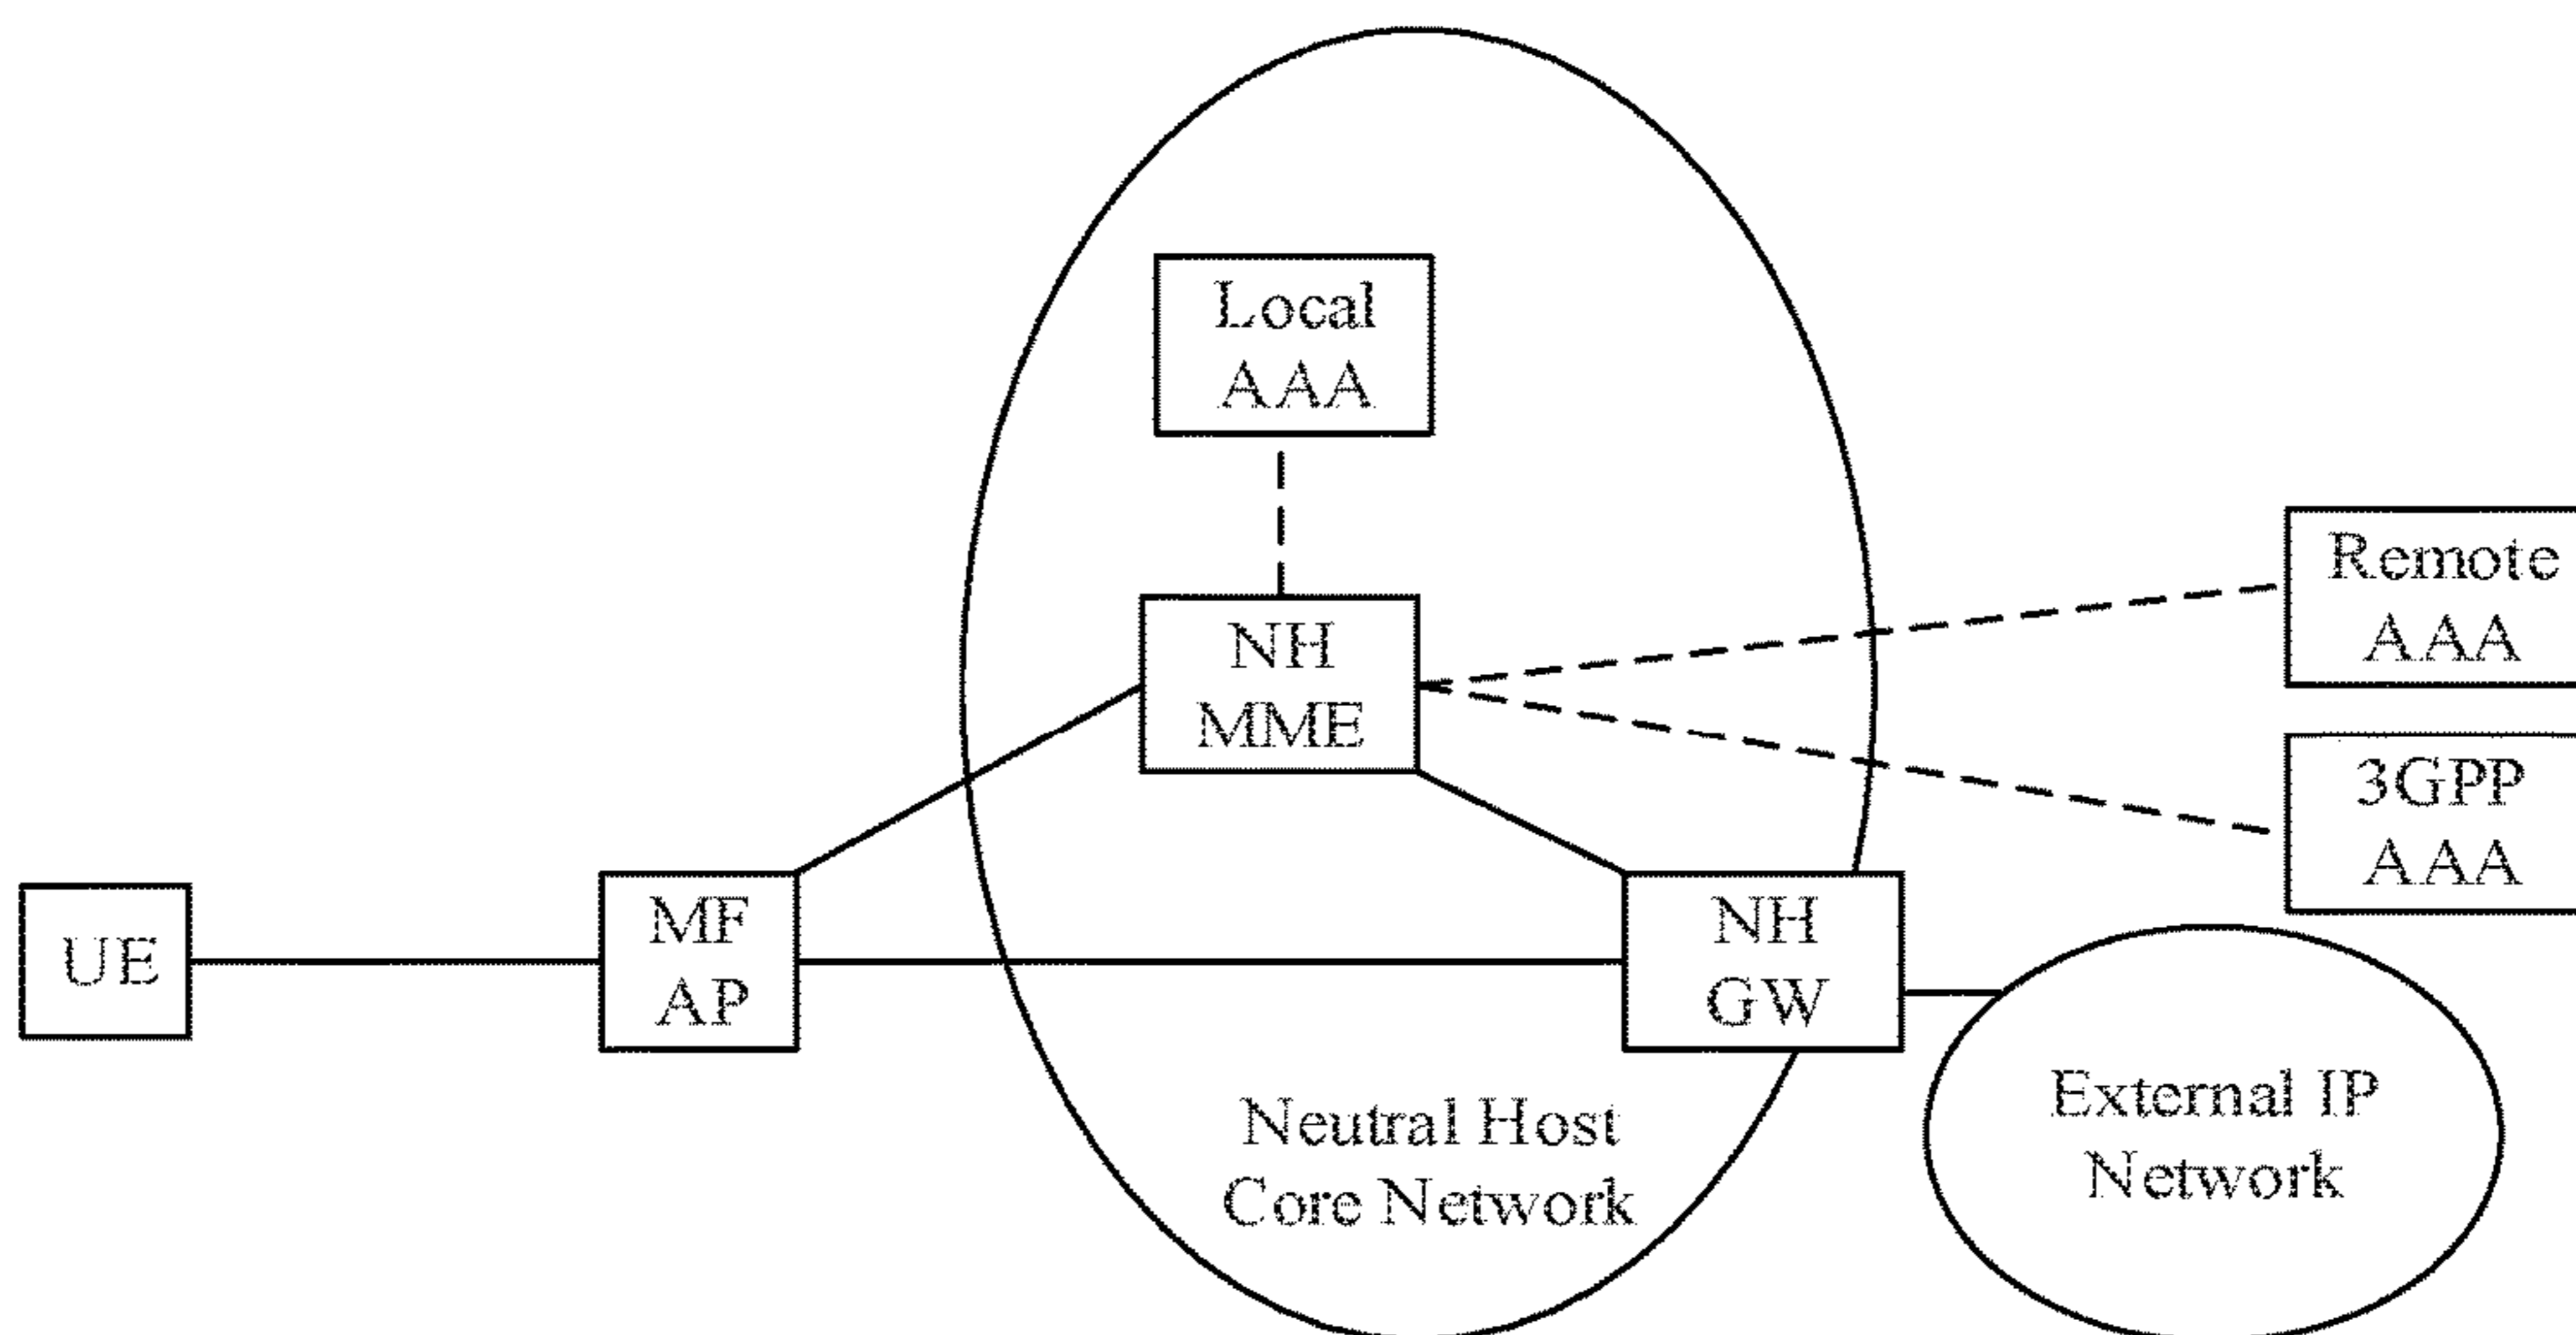 Local
AAA
Remote
AAA
NH
MME
3GPP
AAA
UE
MF
AP
NH
GW
External IP
Network
Neutral Host
Core Network